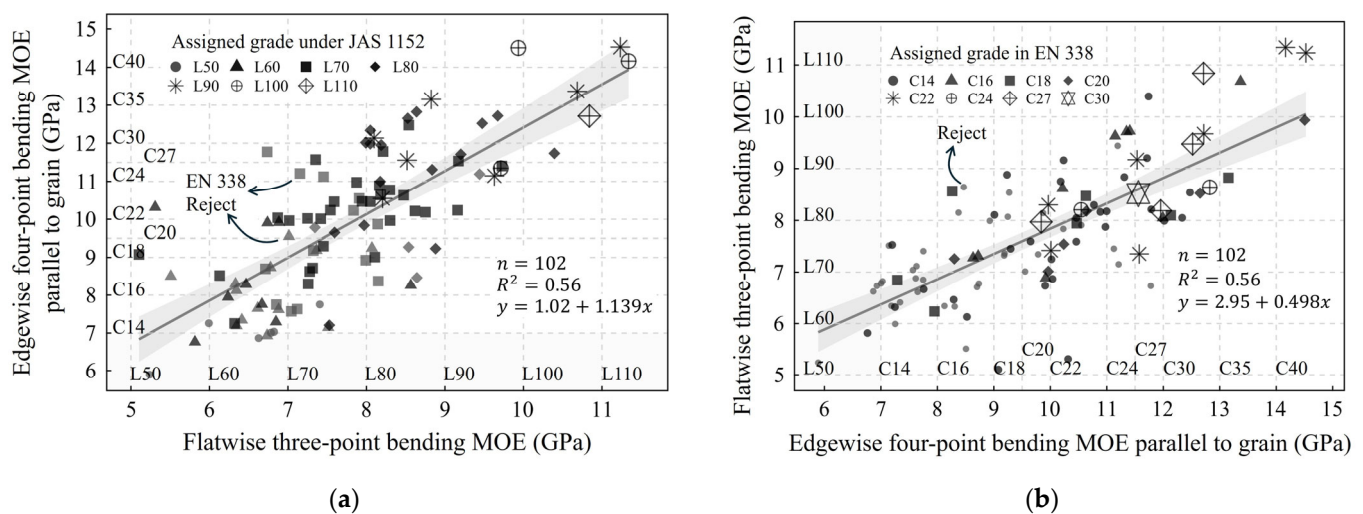 Edgewise four-point bending MOE
parallel to grain (GPa)
15
14
13
12
11
10
9
8
7
6
C40
C35
C30
C27
C24
C22
C20
C18
C16
C14
Assigned grade under JAS 1152
L50 L60 L70 L80
L90 L100 L110
EN 338
Reject
n = 102
R² = 0.56
y = 1.02 + 1.139x
L50 L60 L70 L80 L90 L100 L110
5 6 7 8 9 10 11
Flatwise three-point bending MOE (GPa)
(a)
Flatwise three-point bending MOE (GPa)
11
10
9
8
7
6
5
L110
L100
L90
L80
L70
L60
L50
Assigned grade in EN 338
C14 C16 C18 C20
C22 C24 C27 C30
Reject
n = 102
R² = 0.56
y = 2.95 + 0.498x
C20 C27
C14 C16 C18 C22 C24 C30 C35 C40
6 7 8 9 10 11 12 13 14 15
Edgewise four-point bending MOE parallel to grain (GPa)
(b)